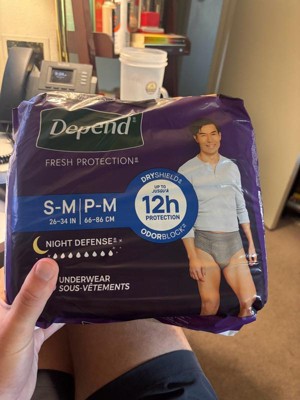 Depend®
FRESH PROTECTION®
DRYSHIELD®
UP TO
JUSQU'À
12h
PROTECTION
ODORBLOCK®
S-M P-M
26-34 IN 66-86 CM
NIGHT DEFENSE®
UNDERWEAR
SOUS-VÊTEMENTS